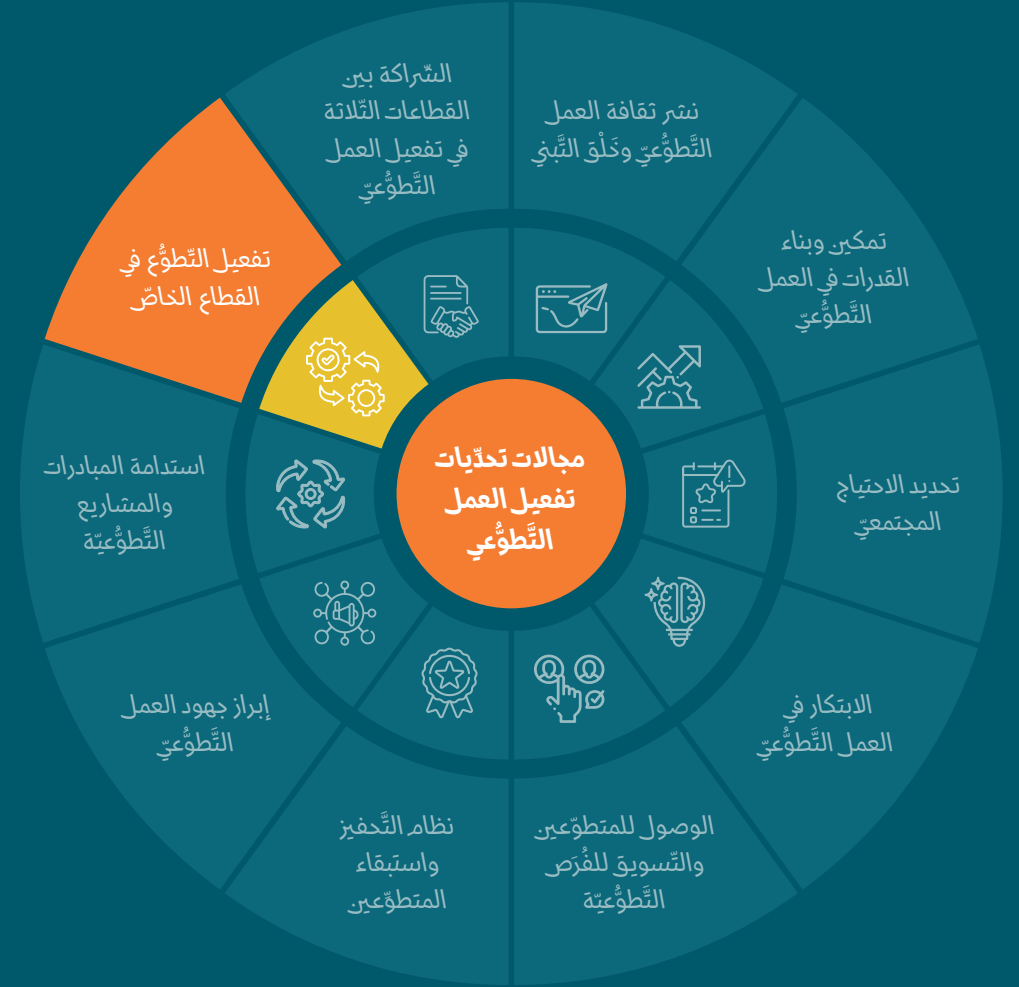 مجالات تحدِّيات
تفعيل العمل
التَّطوُّعي
نشر ثقافة العمل
التَّطوُّعيّ وخَلْق التَّبني
تمكين وبناء
القدرات في العمل
التَّطوُّعيّ
تحديد الاحتياج
المجتمعيّ
الابتكار في
العمل التَّطوُّعيّ
الوصول للمتطوّعين
والتّسويق للفُرَص
التَّطوُّعيّة
نظام التَّحفيز
واستبقاء
المتطوّعين
إبراز جهود العمل
التَّطوُّعيّ
استدامة المبادرات
والمشاريع
التَّطوُّعيّة
تفعيل التّطوُّع في
القطاع الخاصّ
الشّراكة بين
القطاعات الثّلاثة
في تفعيل العمل
التَّطوُّعيّ